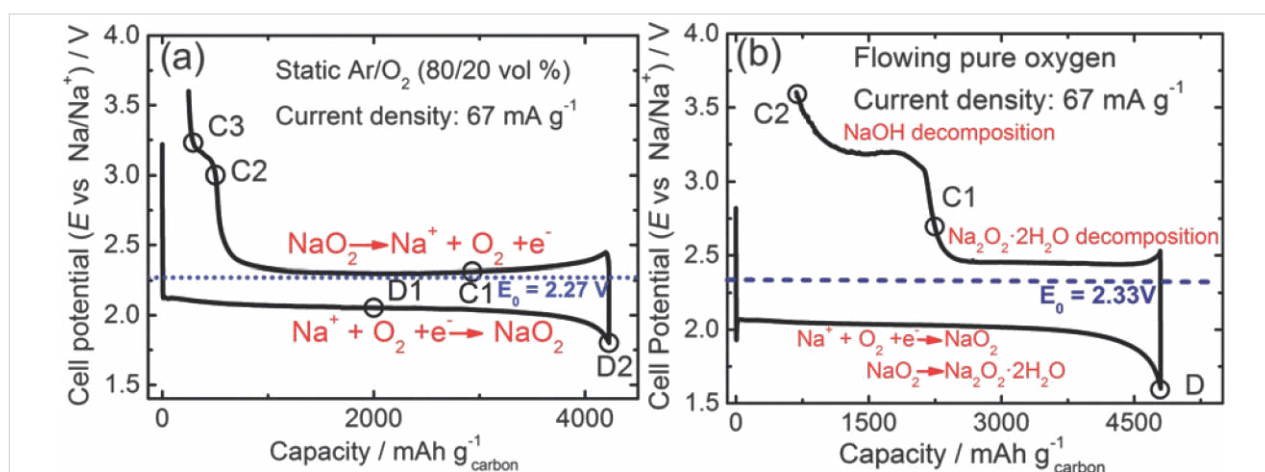 (a)
Static Ar/O₂ (80/20 vol %)
Current density: 67 mA g⁻¹
C3
C2
NaO₂→Na⁺ + O₂ +e⁻
E₀ = 2.27 V
D1
C1
Na⁺ + O₂ +e⁻→ NaO₂
D2
Cell potential (E vs Na/Na⁺) / V
4.0
3.5
3.0
2.5
2.0
1.5
0
2000
4000
Capacity / mAh g⁻¹carbon
(b)
Flowing pure oxygen
Current density: 67 mA g⁻¹
C2
NaOH decomposition
C1
Na₂O₂·2H₂O decomposition
E₀ = 2.33V
Na⁺ + O₂ +e⁻→NaO₂
NaO₂→Na₂O₂·2H₂O
D
Cell Potential (E vs Na/Na⁺) / V
4.0
3.5
3.0
2.5
2.0
1.5
0
1500
3000
4500
Capacity / mAh g⁻¹carbon